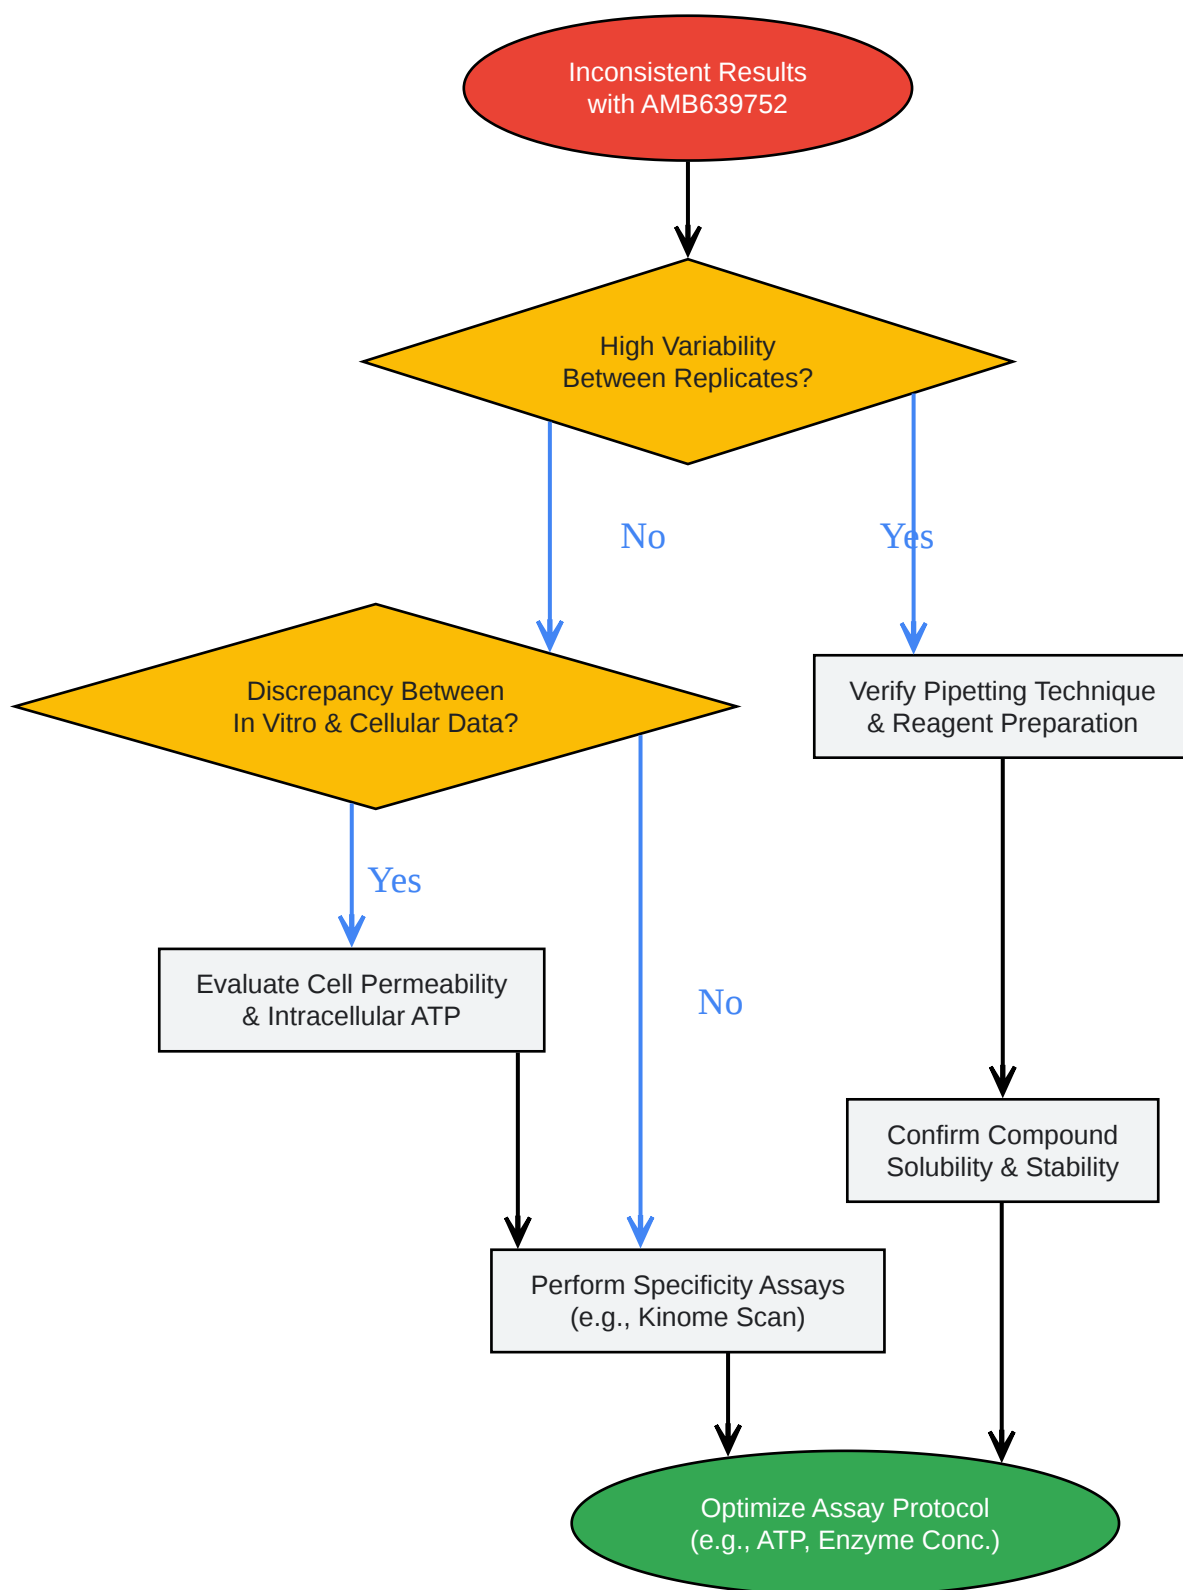 Inconsistent Results
with AMB639752
High Variability
Between Replicates?
No
Yes
Discrepancy Between
In Vitro & Cellular Data?
Verify Pipetting Technique
& Reagent Preparation
Yes
Evaluate Cell Permeability
& Intracellular ATP
No
Confirm Compound
Solubility & Stability
Perform Specificity Assays
(e.g., Kinome Scan)
Optimize Assay Protocol
(e.g., ATP, Enzyme Conc.)